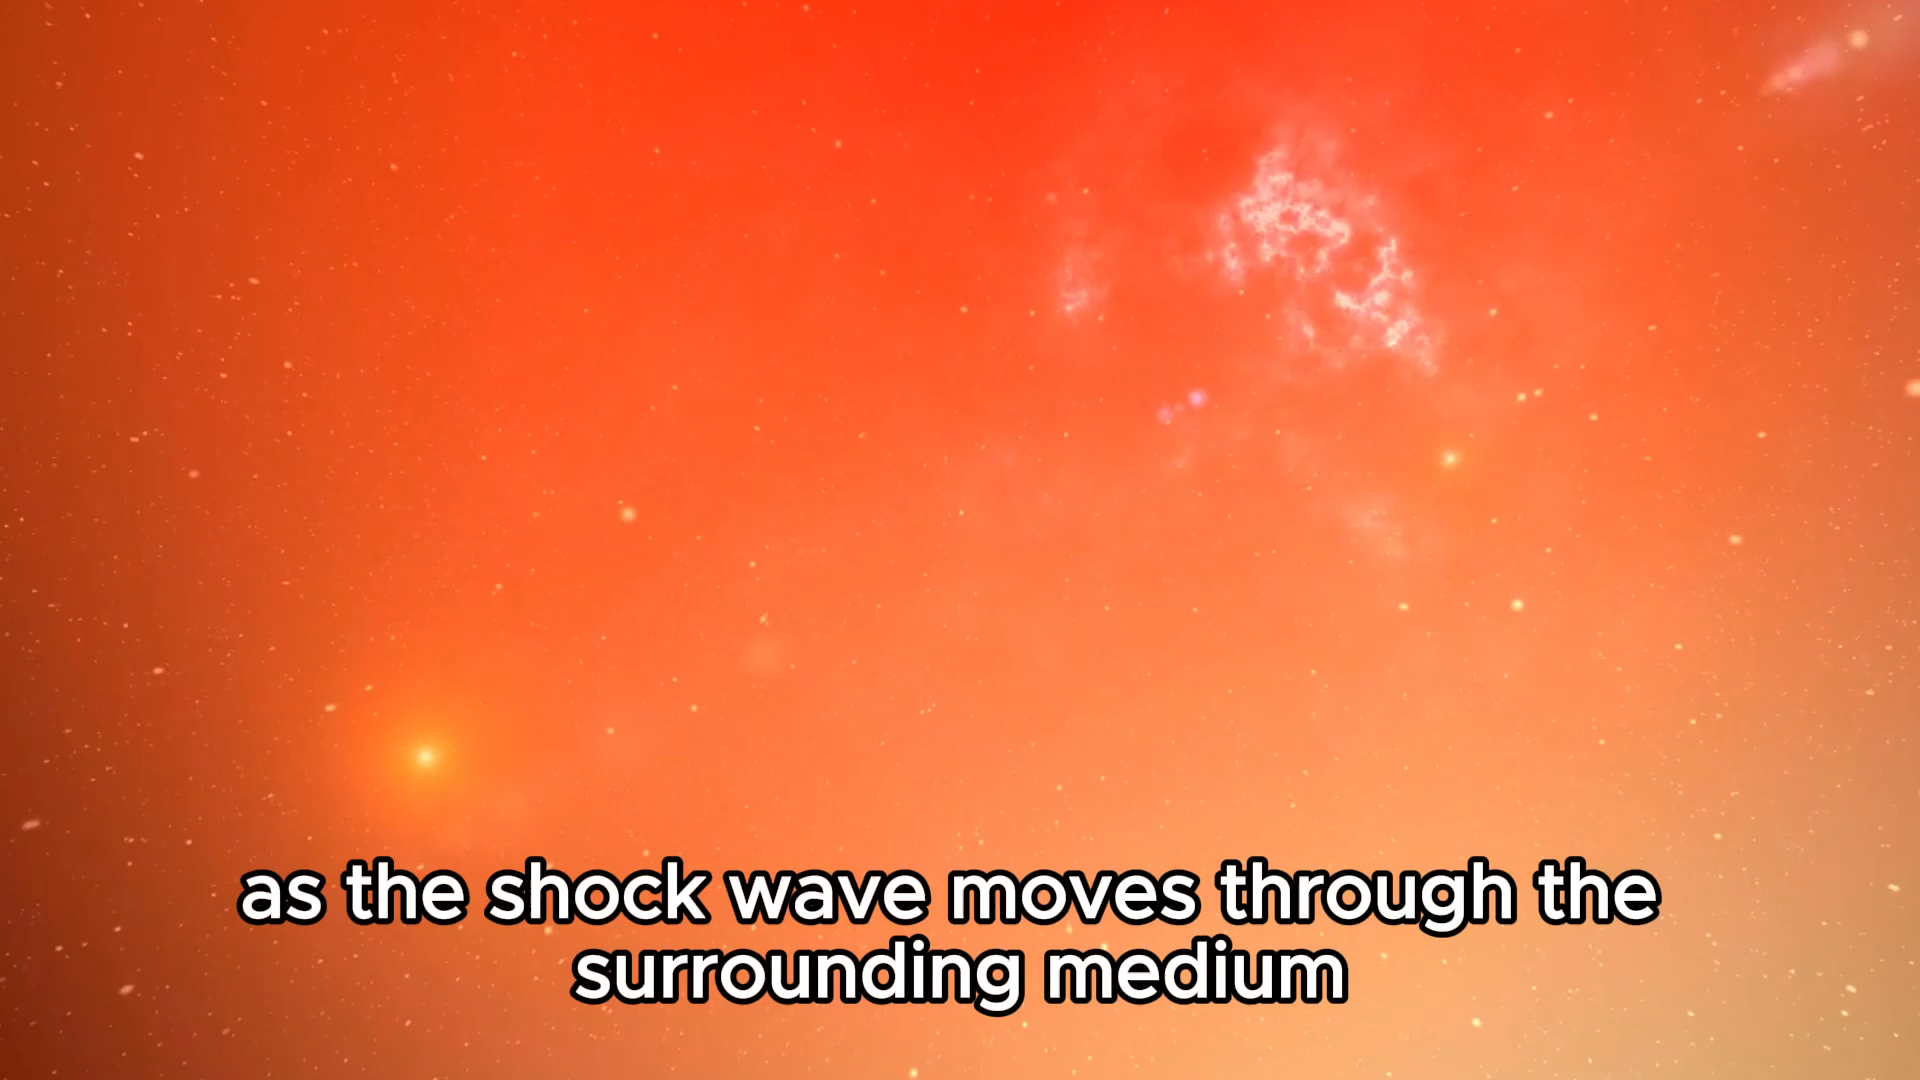 as the shock wave moves through the
surrounding medium